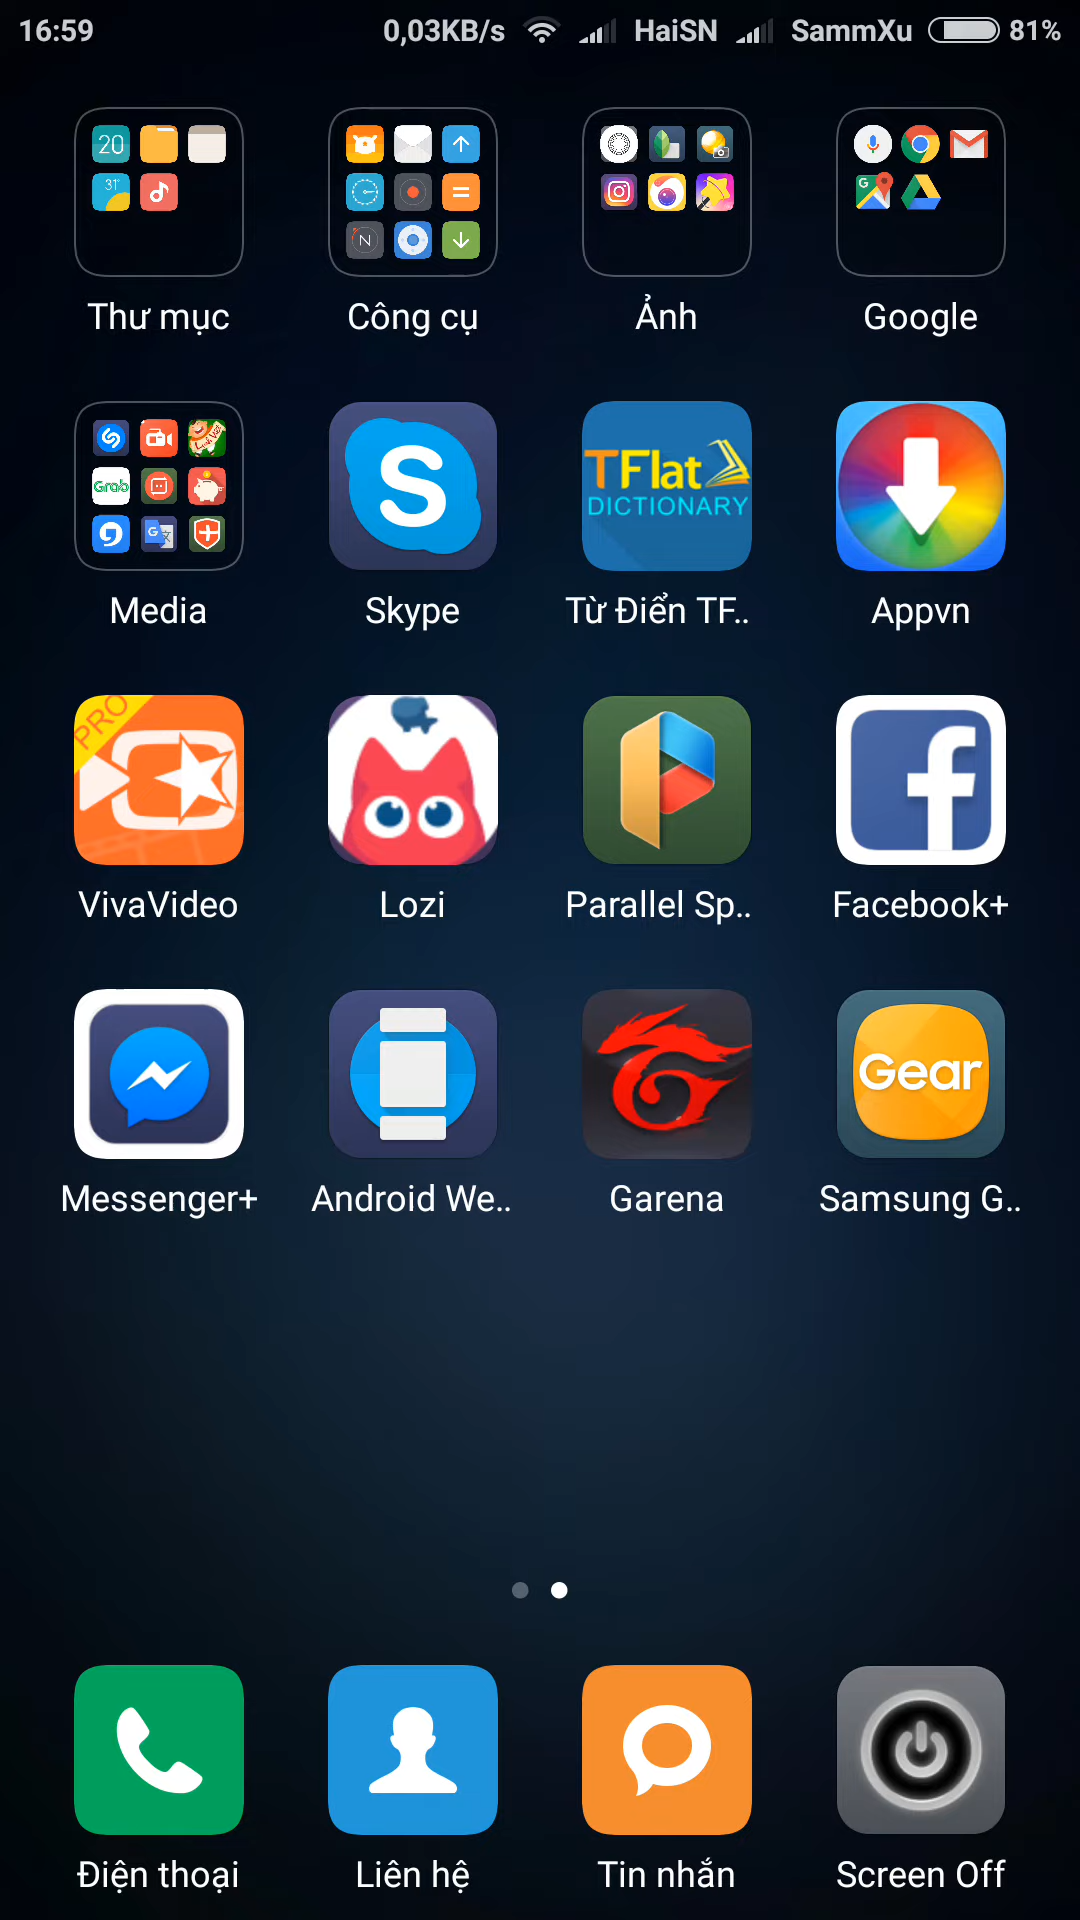 16:59 0,03KB/s HaiSN SammXu 81%
20
31°
N
G
Thư mục Công cụ Ảnh Google
Grab
G
S
TFlat
DICTIONARY
Media Skype Từ Điển TF.. Appvn
PRO
VivaVideo Lozi Parallel Sp.. Facebook+
Gear
Messenger+ Android We.. Garena Samsung G..
Điện thoại Liên hệ Tin nhắn Screen Off